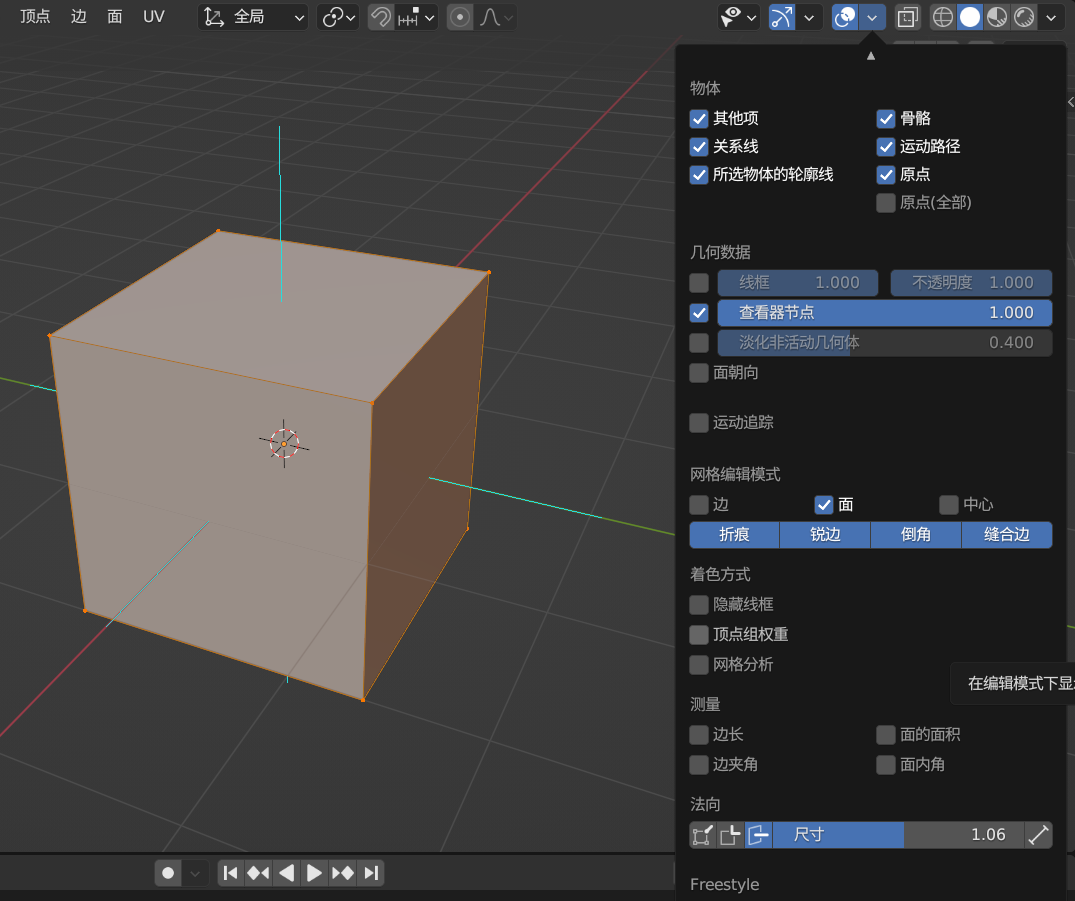 顶点 边 面 UV 全局
物体
其他项 骨骼
关系线 运动路径
所选物体的轮廓线 原点
原点(全部)
几何数据
线框 1.000 不透明度 1.000
查看器节点 1.000
淡化非活动几何体 0.400
面朝向
运动追踪
网格编辑模式
边 面 中心
折痕 锐边 倒角 缝合边
着色方式
隐藏线框
顶点组权重
网格分析
在编辑模式下显
测量
边长 面的面积
边夹角 面内角
法向
尺寸 1.06
Freestyle